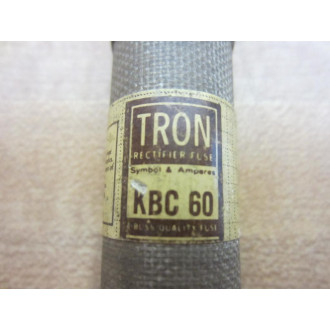 TRON
RECTIFIER FUSE
Symbol & Amperes
KBC 60
BUSS QUALITY FUSE